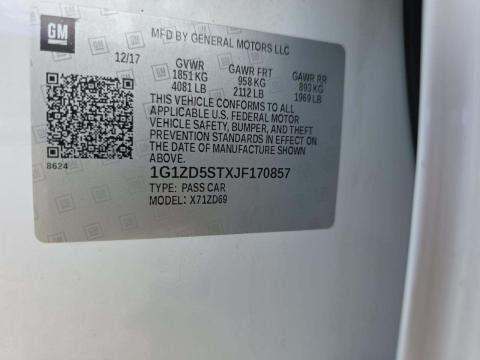 GM
MFD BY GENERAL MOTORS LLC
12/17
GVWR GAWR FRT GAWR RR
1851 KG 958 KG 893 KG
4081 LB 2112 LB 1969 LB
THIS VEHICLE CONFORMS TO ALL
APPLICABLE U.S. FEDERAL MOTOR
VEHICLE SAFETY, BUMPER, AND THEFT
PREVENTION STANDARDS IN EFFECT ON
THE DATE OF MANUFACTURE SHOWN
ABOVE.
8624
1G1ZD5STXJF170857
TYPE: PASS CAR
MODEL: X71ZD69